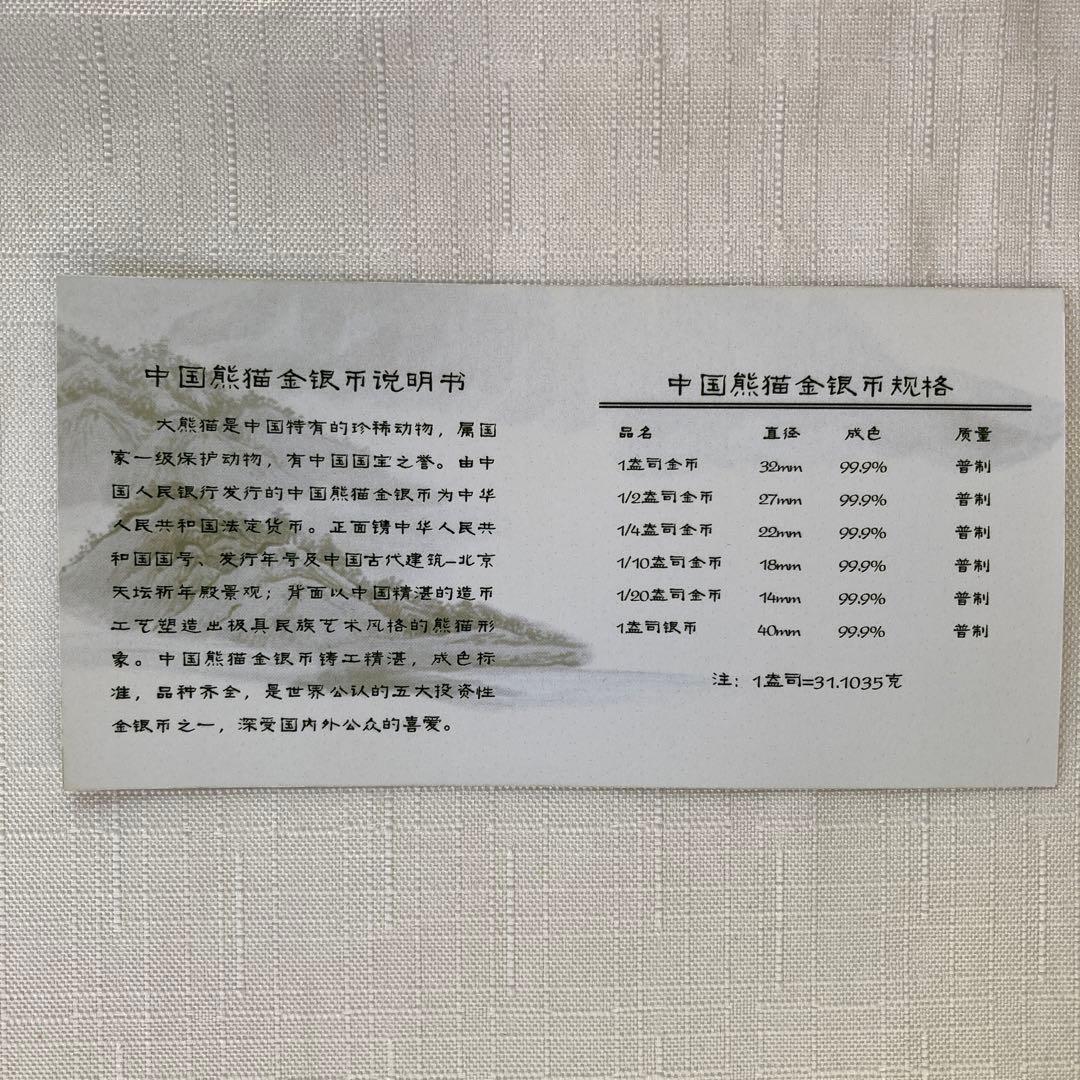 中国熊猫金银币说明书
大熊猫是中国特有的珍稀动物，属国
家一级保护动物，有中国国宝之誉。由中
国人民银行发行的中国熊猫金银币为中华
人民共和国法定货币。正面镌中华人民共
和国国号、发行年号及中国古代建筑—北京
天坛祈年殿景观；背面以中国精湛的造币
工艺塑造出极具民族艺术风格的熊猫形
象。中国熊猫金银币铸工精湛，成色标
准，品种齐全，是世界公认的五大投资性
金银币之一，深受国内外公众的喜爱。
中国熊猫金银币规格
品名 直径 成色 质量
1盎司金币 32mm 99.9% 普制
1/2盎司金币 27mm 99.9% 普制
1/4盎司金币 22mm 99.9% 普制
1/10盎司金币 18mm 99.9% 普制
1/20盎司金币 14mm 99.9% 普制
1盎司银币 40mm 99.9% 普制
注：1盎司=31.1035克